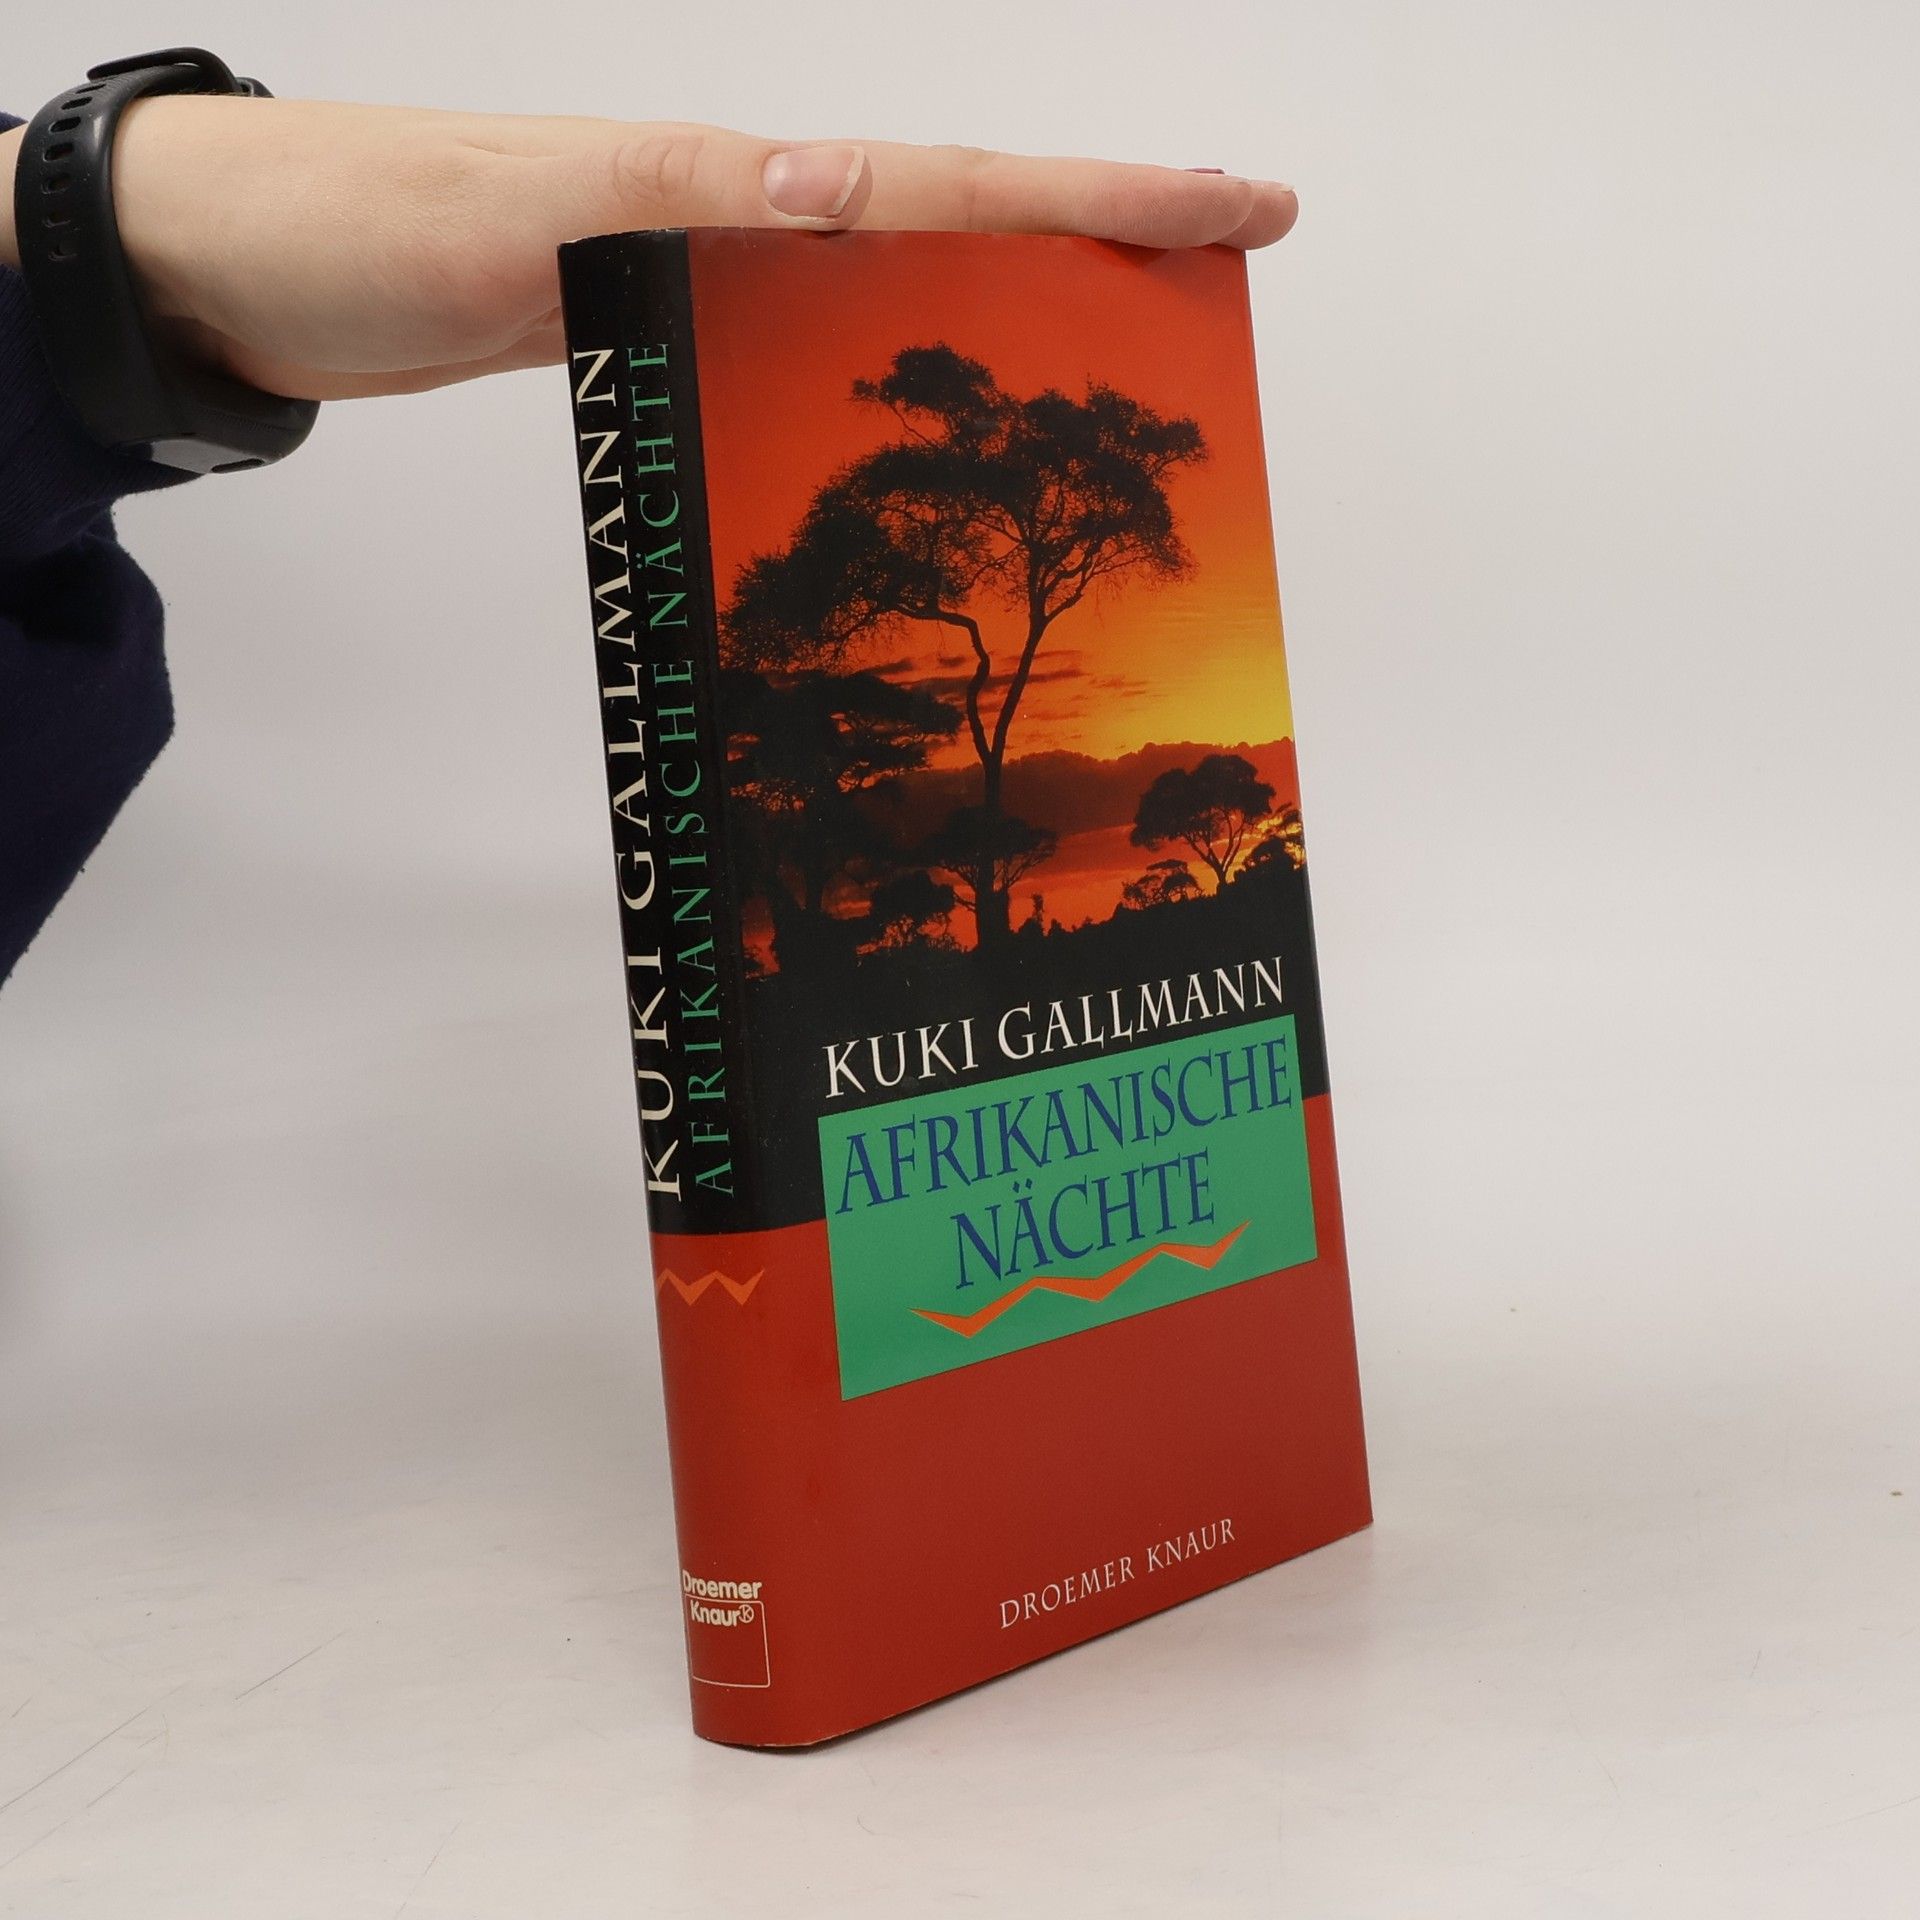 KUKI GALLMANN
AFRIKANISCHE NÄCHTE
Droemer
Knaur®
KUKI GALLMANN
AFRIKANISCHE
NÄCHTE
DROEMER KNAUR